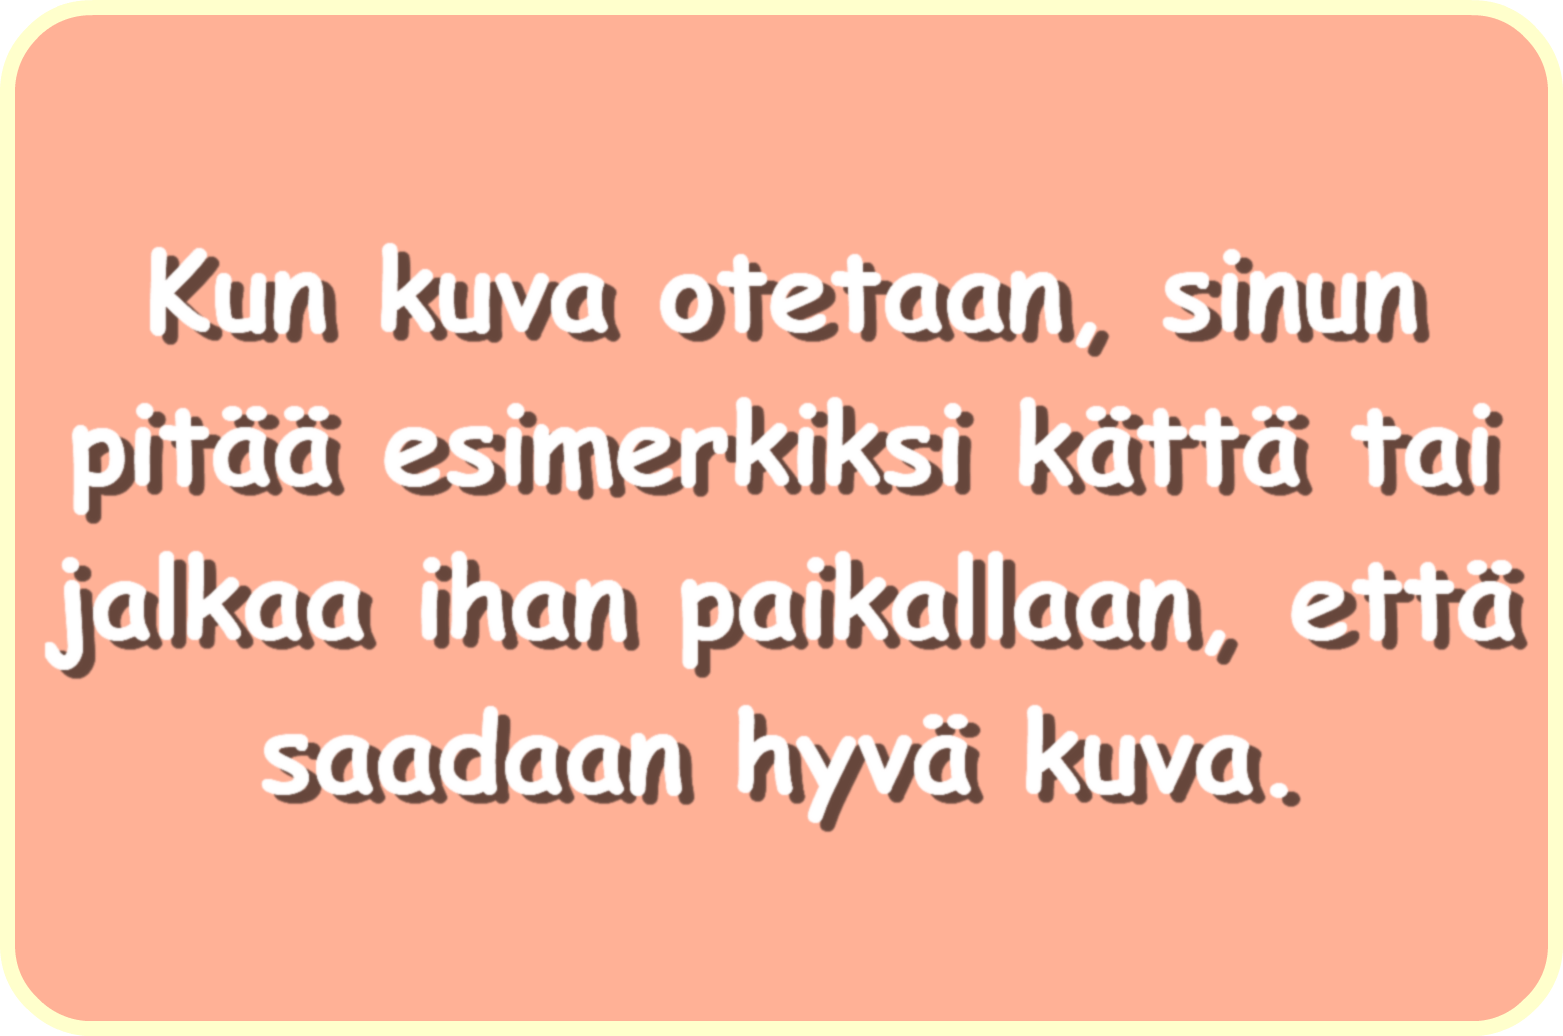 Kun kuva otetaan, sinun
pitää esimerkiksi kättä tai
jalkaa ihan paikallaan, että
saadaan hyvä kuva.